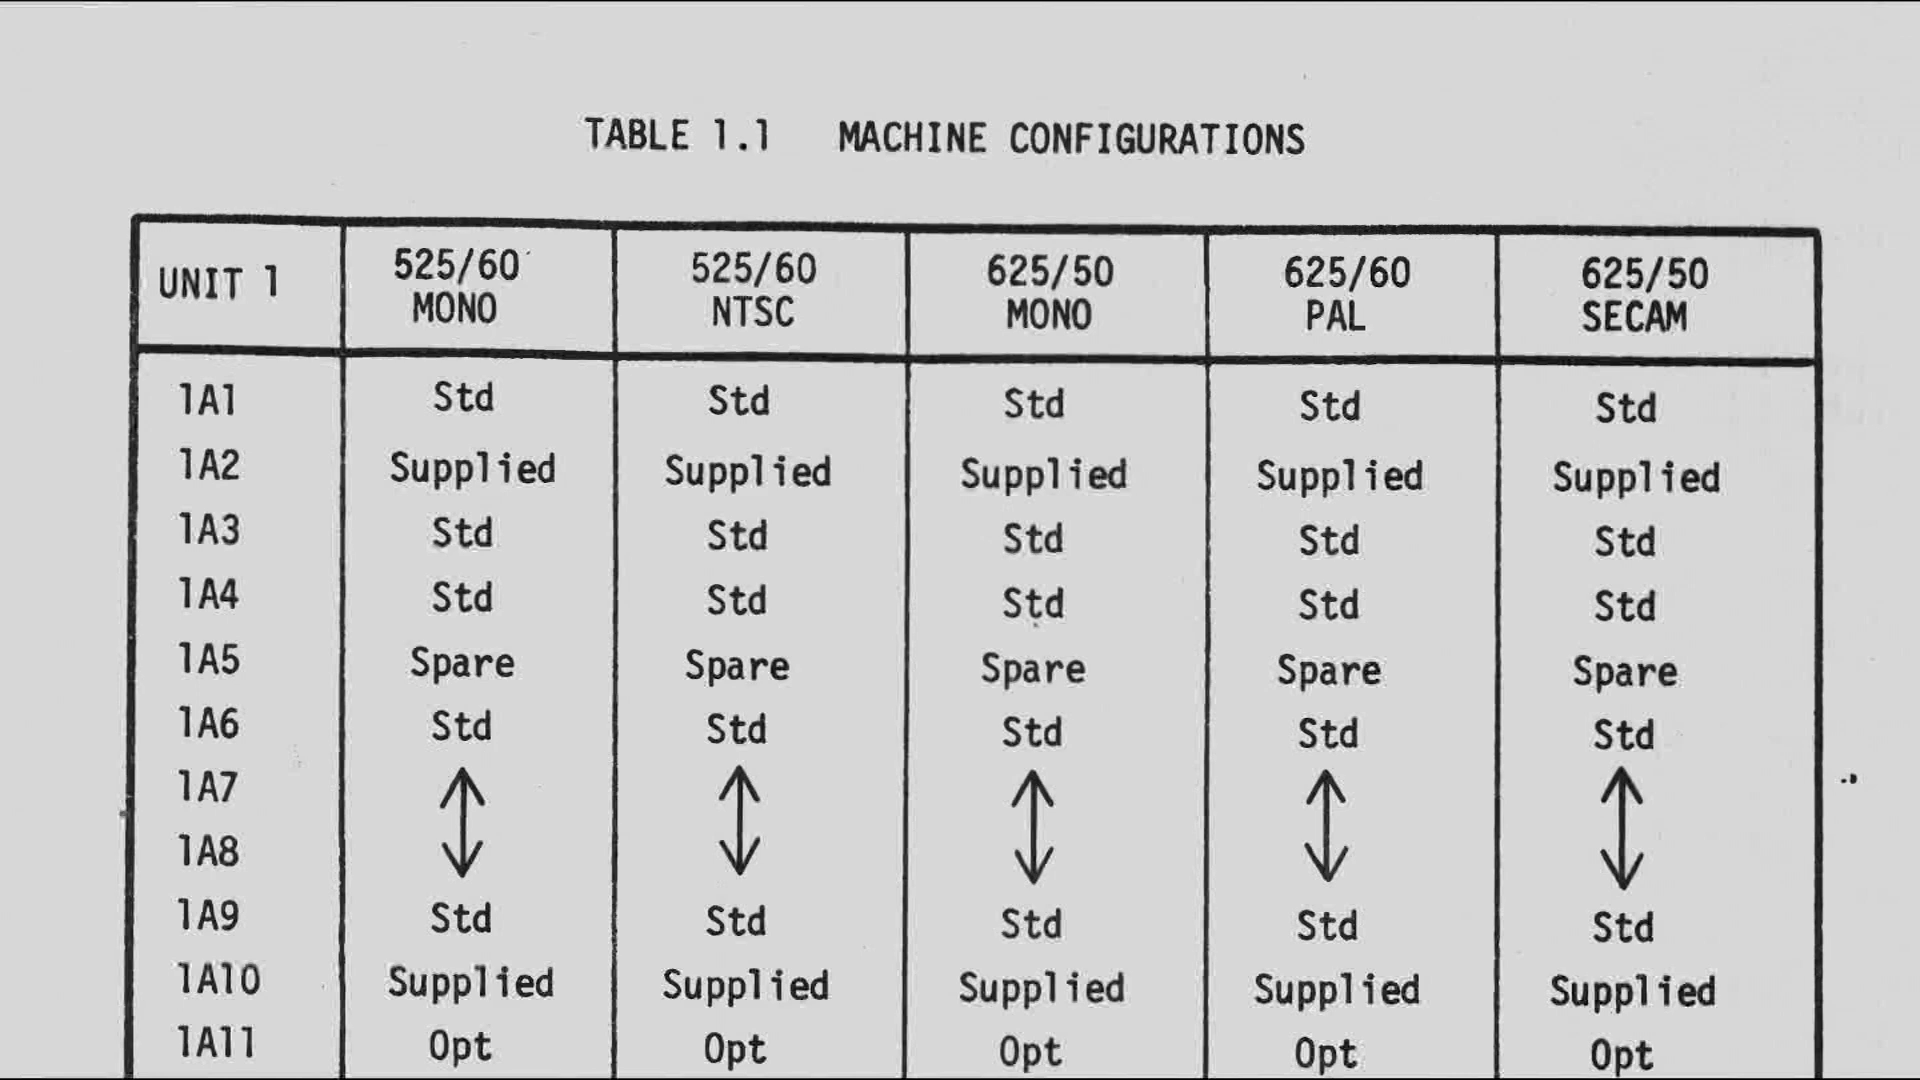 TABLE 1.1 MACHINE CONFIGURATIONS
UNIT 1 525/60 MONO 525/60 NTSC 625/50 MONO 625/60 PAL 625/50 SECAM
1A1 Std Std Std Std Std
1A2 Supplied Supplied Supplied Supplied Supplied
1A3 Std Std Std Std Std
1A4 Std Std Std Std Std
1A5 Spare Spare Spare Spare Spare
1A6 Std Std Std Std Std
1A7
1A8
1A9 Std Std Std Std Std
1A10 Supplied Supplied Supplied Supplied Supplied
1A11 Opt Opt Opt Opt Opt